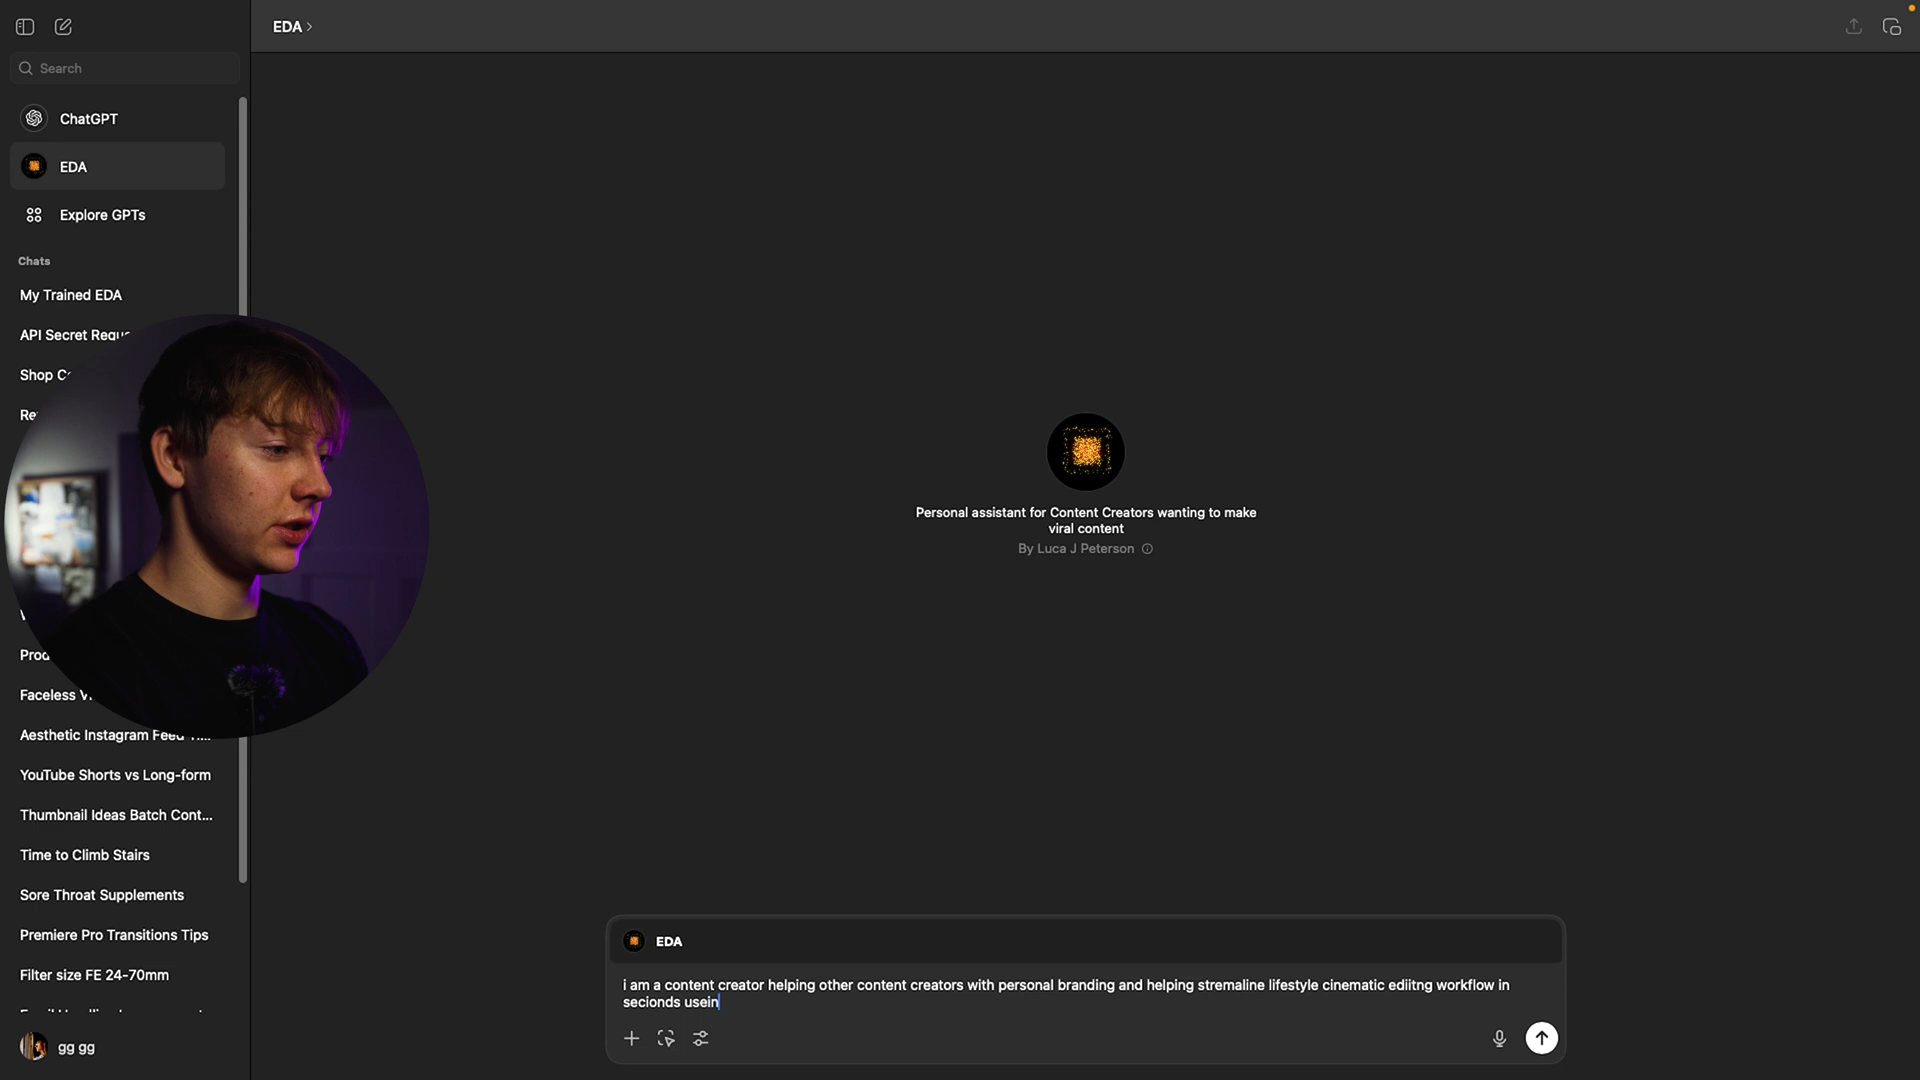 EDA >
Search
ChatGPT
EDA
Explore GPTs
Chats
My Trained EDA
API Secret
Shop
Faceless
Aesthetic Instagram Feed
YouTube Shorts vs Long-form
Thumbnail Ideas Batch Cont...
Time to Climb Stairs
Sore Throat Supplements
Premiere Pro Transitions Tips
Filter size FE 24-70mm
gg gg
Personal assistant for Content Creators wanting to make
viral content
By Luca J Peterson
EDA
i am a content creator helping other content creators with personal branding and helping stremaline lifestyle cinematic ediitng workflow in
secionds usein